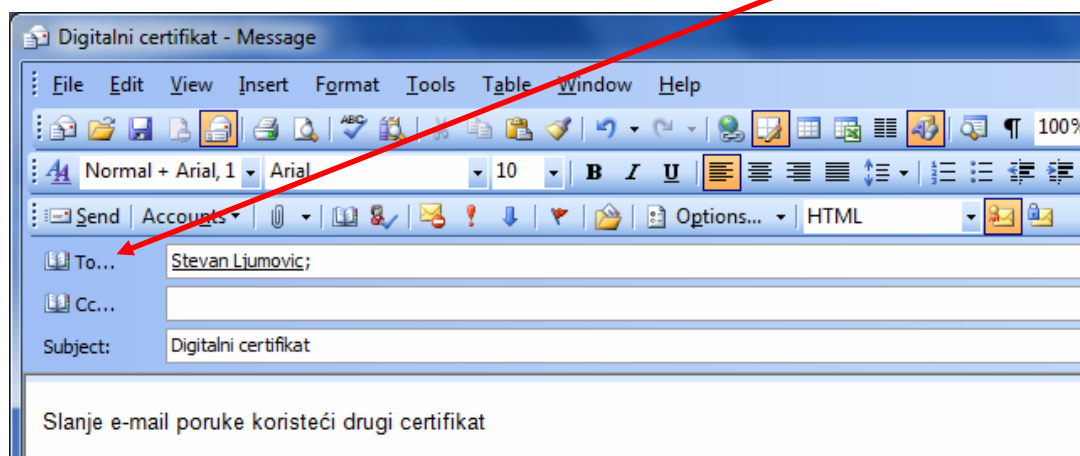 Digitalni certifikat - Message
File Edit View Insert Format Tools Table Window Help
ABC 100%
Normal + Arial, 1 Arial 10 B I U
Send Accounts Options... HTML
To... Stevan Ljumovic;
Cc...
Subject: Digitalni certifikat
Slanje e-mail poruke koristeći drugi certifikat